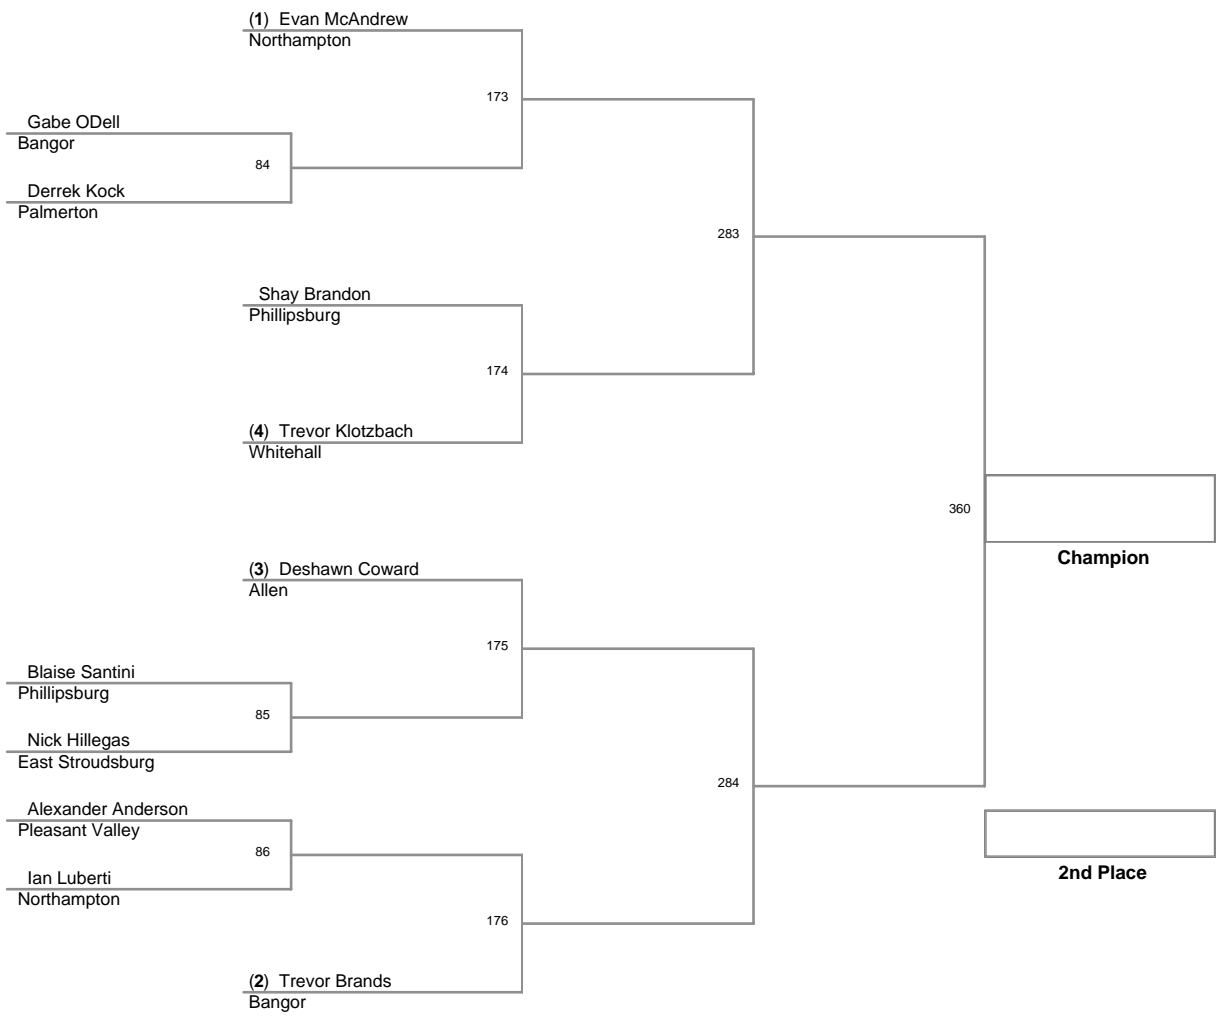 (1) Evan McAndrew
Northampton
173
Gabe ODell
Bangor
84
Derrek Kock
Palmerton
283
Shay Brandon
Phillipsburg
174
(4) Trevor Klotzbach
Whitehall
360
Champion
(3) Deshawn Coward
Allen
175
Blaise Santini
Phillipsburg
85
Nick Hillegas
East Stroudsburg
284
Alexander Anderson
Pleasant Valley
86
Ian Luberti
Northampton
2nd Place
176
(2) Trevor Brands
Bangor